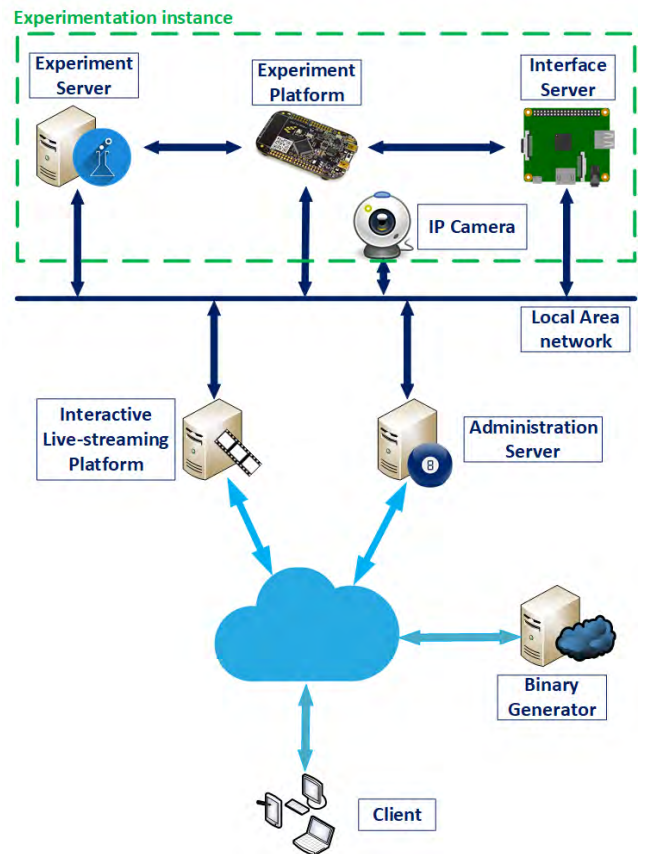 Experimentation instance
Experiment
Server
Experiment
Platform
Interface
Server
IP Camera
Local Area
network
Interactive
Live-streaming
Platform
Administration
Server
8
Binary
Generator
Client